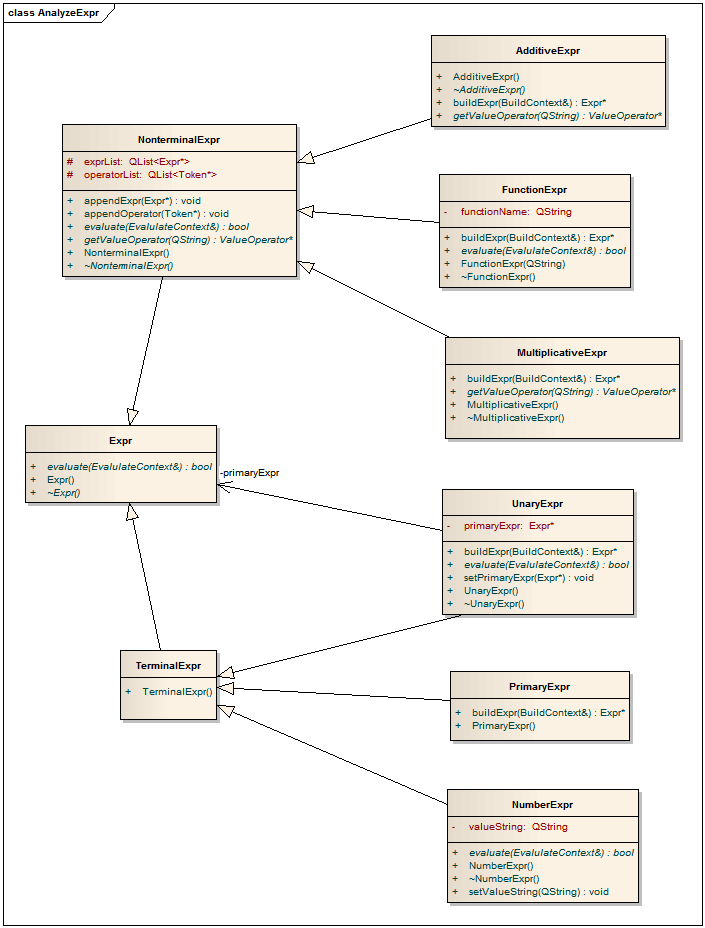 class AnalyzeExpr
AdditiveExpr
+ AdditiveExpr()
+ ~AdditiveExpr()
+ buildExpr(BuildContext&) : Expr*
+ getValueOperator(QString) : ValueOperator*
NonterminalExpr
# exprList: QList<Expr*>
# operatorList: QList<Token*>
+ appendExpr(Expr*) : void
+ appendOperator(Token*) : void
+ evaluate(EvalulateContext&) : bool
+ getValueOperator(QString) : ValueOperator*
+ NonterminalExpr()
+ ~NonterminalExpr()
FunctionExpr
- functionName: QString
+ buildExpr(BuildContext&) : Expr*
+ evaluate(EvalulateContext&) : bool
+ FunctionExpr(QString)
+ ~FunctionExpr()
MultiplicativeExpr
+ buildExpr(BuildContext&) : Expr*
+ getValueOperator(QString) : ValueOperator*
+ MultiplicativeExpr()
+ ~MultiplicativeExpr()
Expr
+ evaluate(EvalulateContext&) : bool
+ Expr()
+ ~Expr()
-primaryExpr
UnaryExpr
- primaryExpr: Expr*
+ buildExpr(BuildContext&) : Expr*
+ evaluate(EvalulateContext&) : bool
+ setPrimaryExpr(Expr*) : void
+ UnaryExpr()
+ ~UnaryExpr()
TerminalExpr
+ TerminalExpr()
PrimaryExpr
+ buildExpr(BuildContext&) : Expr*
+ PrimaryExpr()
NumberExpr
- valueString: QString
+ evaluate(EvalulateContext&) : bool
+ NumberExpr()
+ ~NumberExpr()
+ setValueString(QString) : void